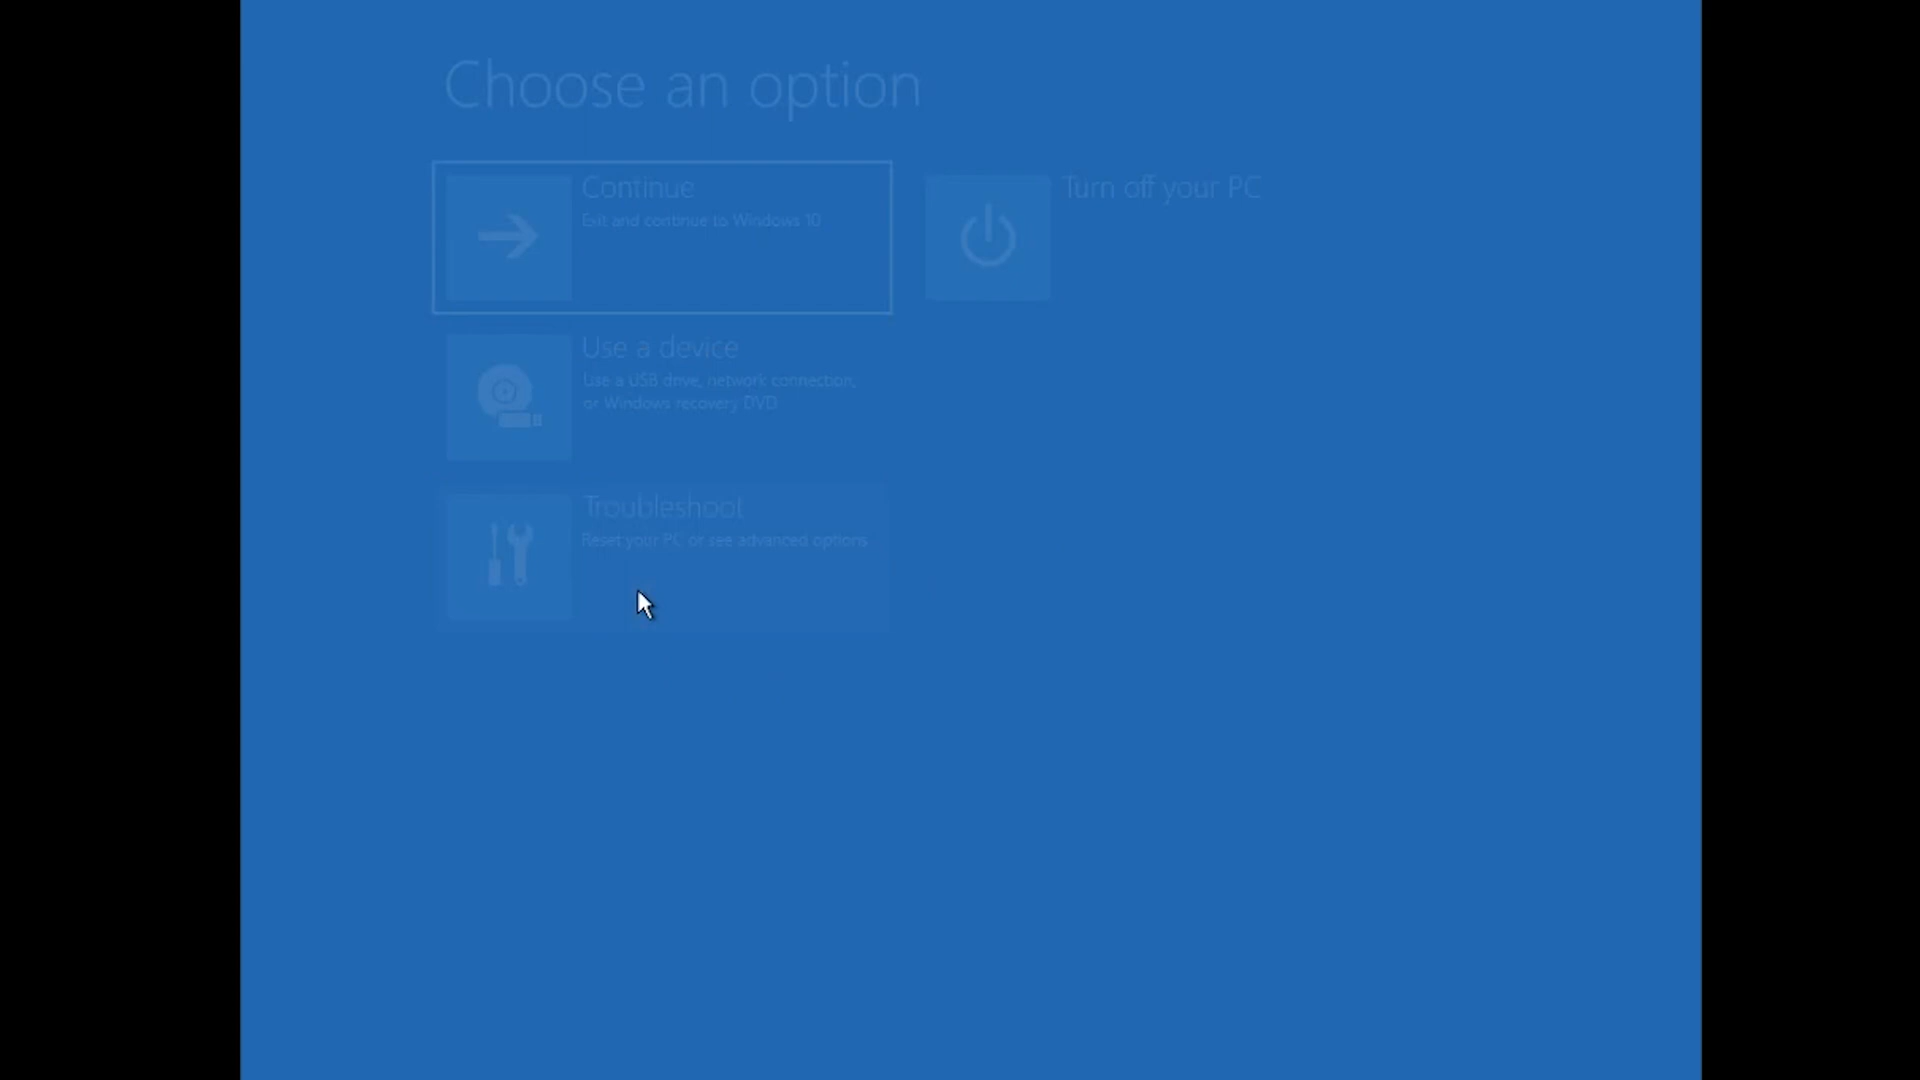 Choose an option
Continue
Exit and continue to Windows 10
Turn off your PC
Use a device
Use a USB drive, network connection,
or Windows recovery DVD
Troubleshoot
Reset your PC or see advanced options